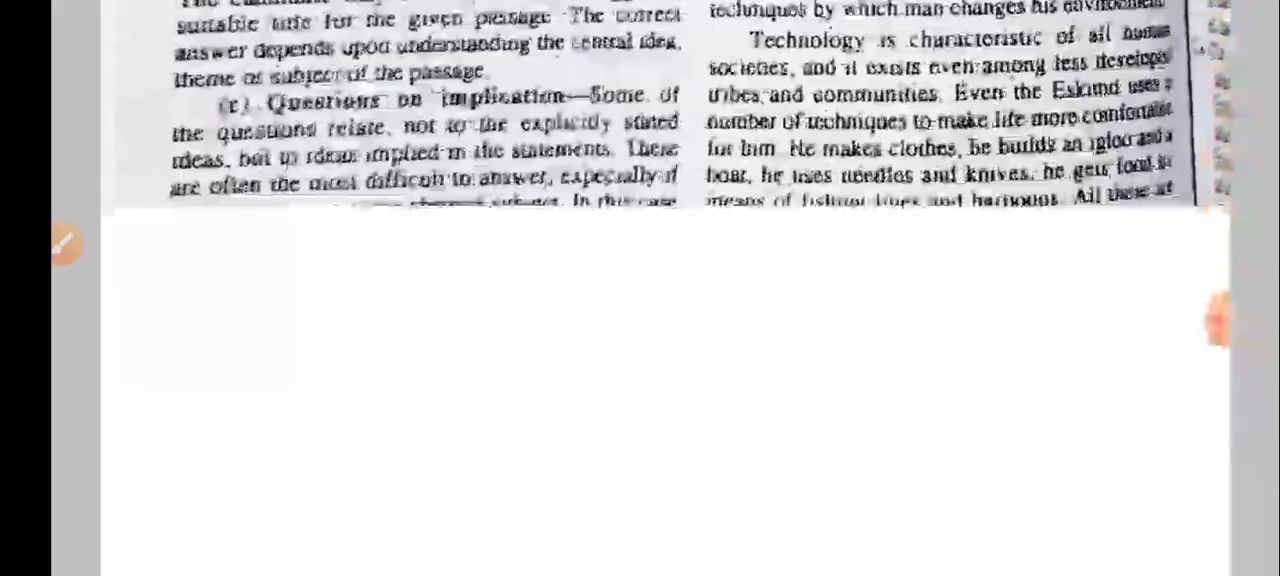 suitable title for the given passage. The correct
answer depends upon understanding the central idea,
theme or subject of the passage.
(c) Questions on implication—Some of
the questions relate, not to the explicitly stated
ideas, but to ideas implied in the statements. These
are often the most difficult to answer, especially if
In this case
techniques by which man changes his environment
Technology is characteristic of all human
societies, and it exists even among less developed
tribes and communities. Even the Eskimo uses a
number of techniques to make life more comfortable
for him. He makes clothes, he builds an igloo and a
boat, he uses needles and knives, he gets food by
means of fishing lines and harpoons. All these